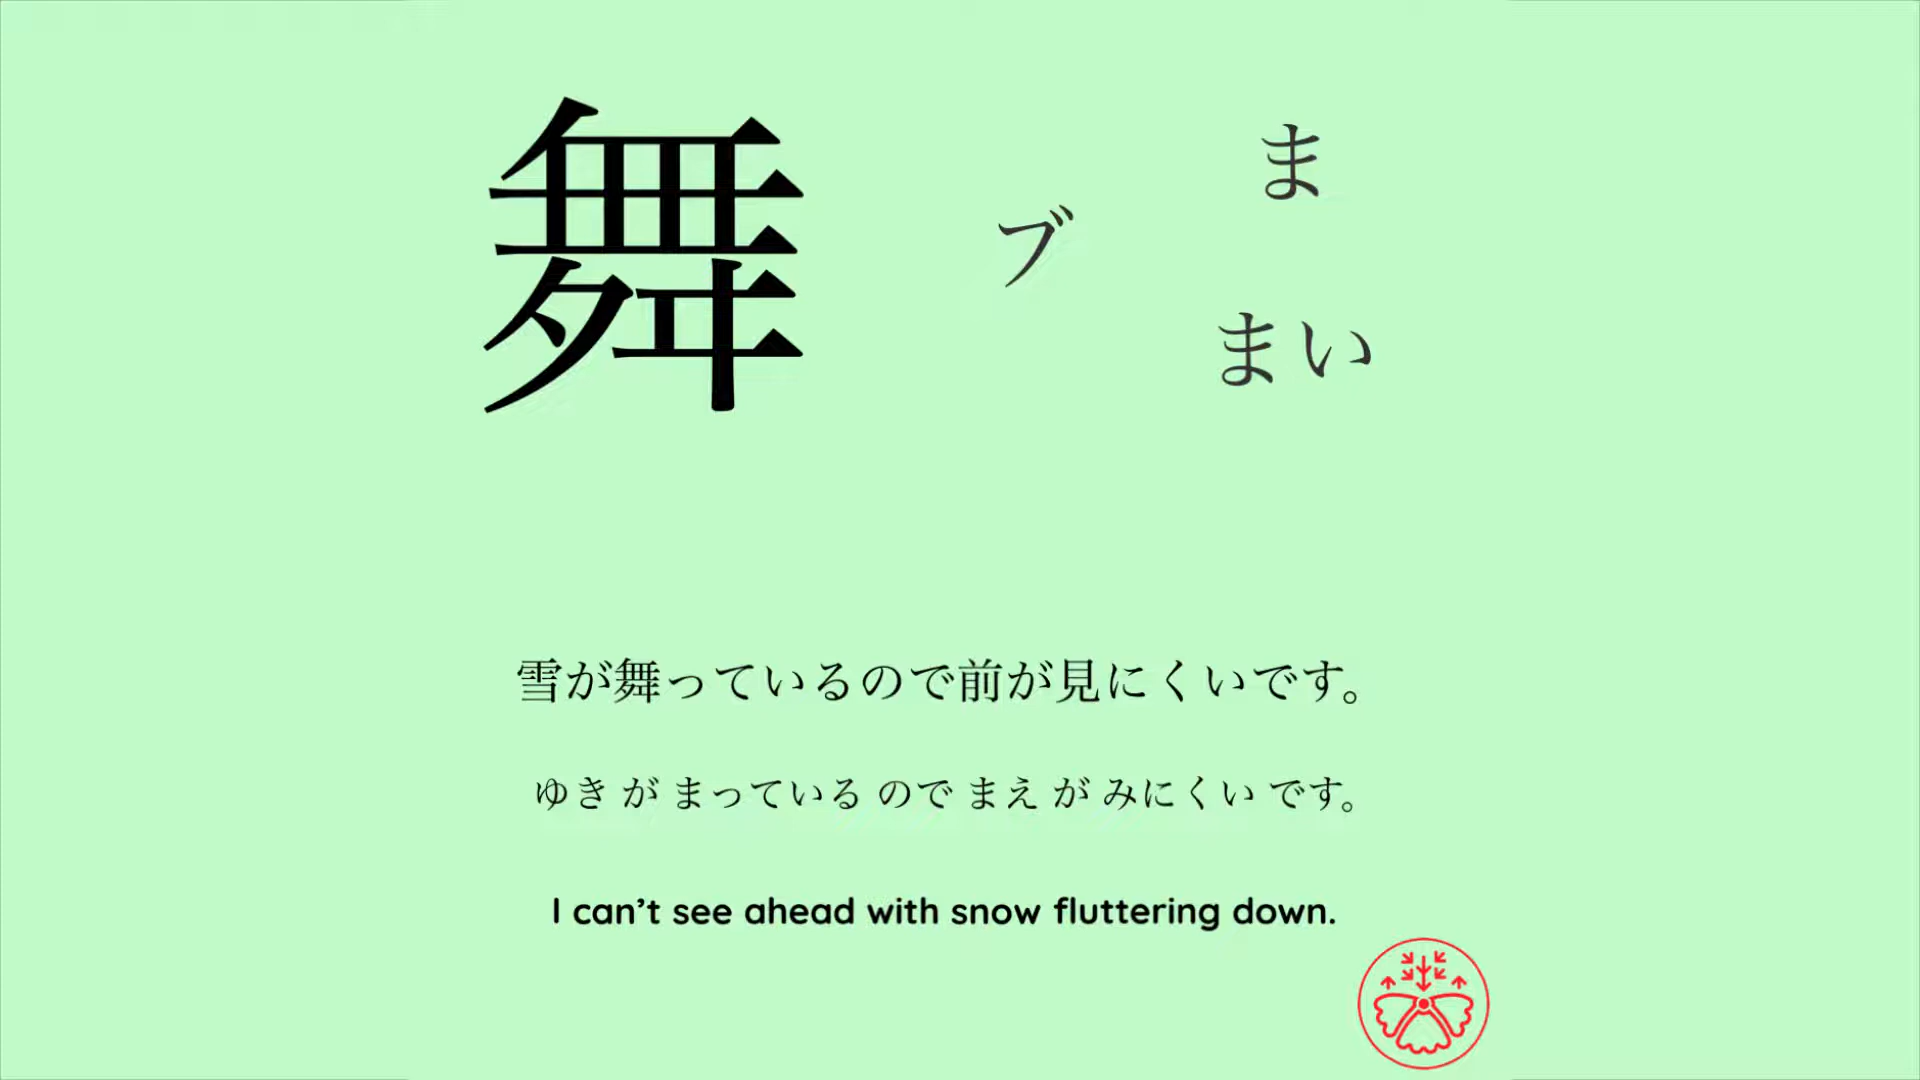 舞
ブ
ま
まい
雪が舞っているので前が見にくいです。
ゆき が まっている ので まえ が みにくい です。
I can't see ahead with snow fluttering down.